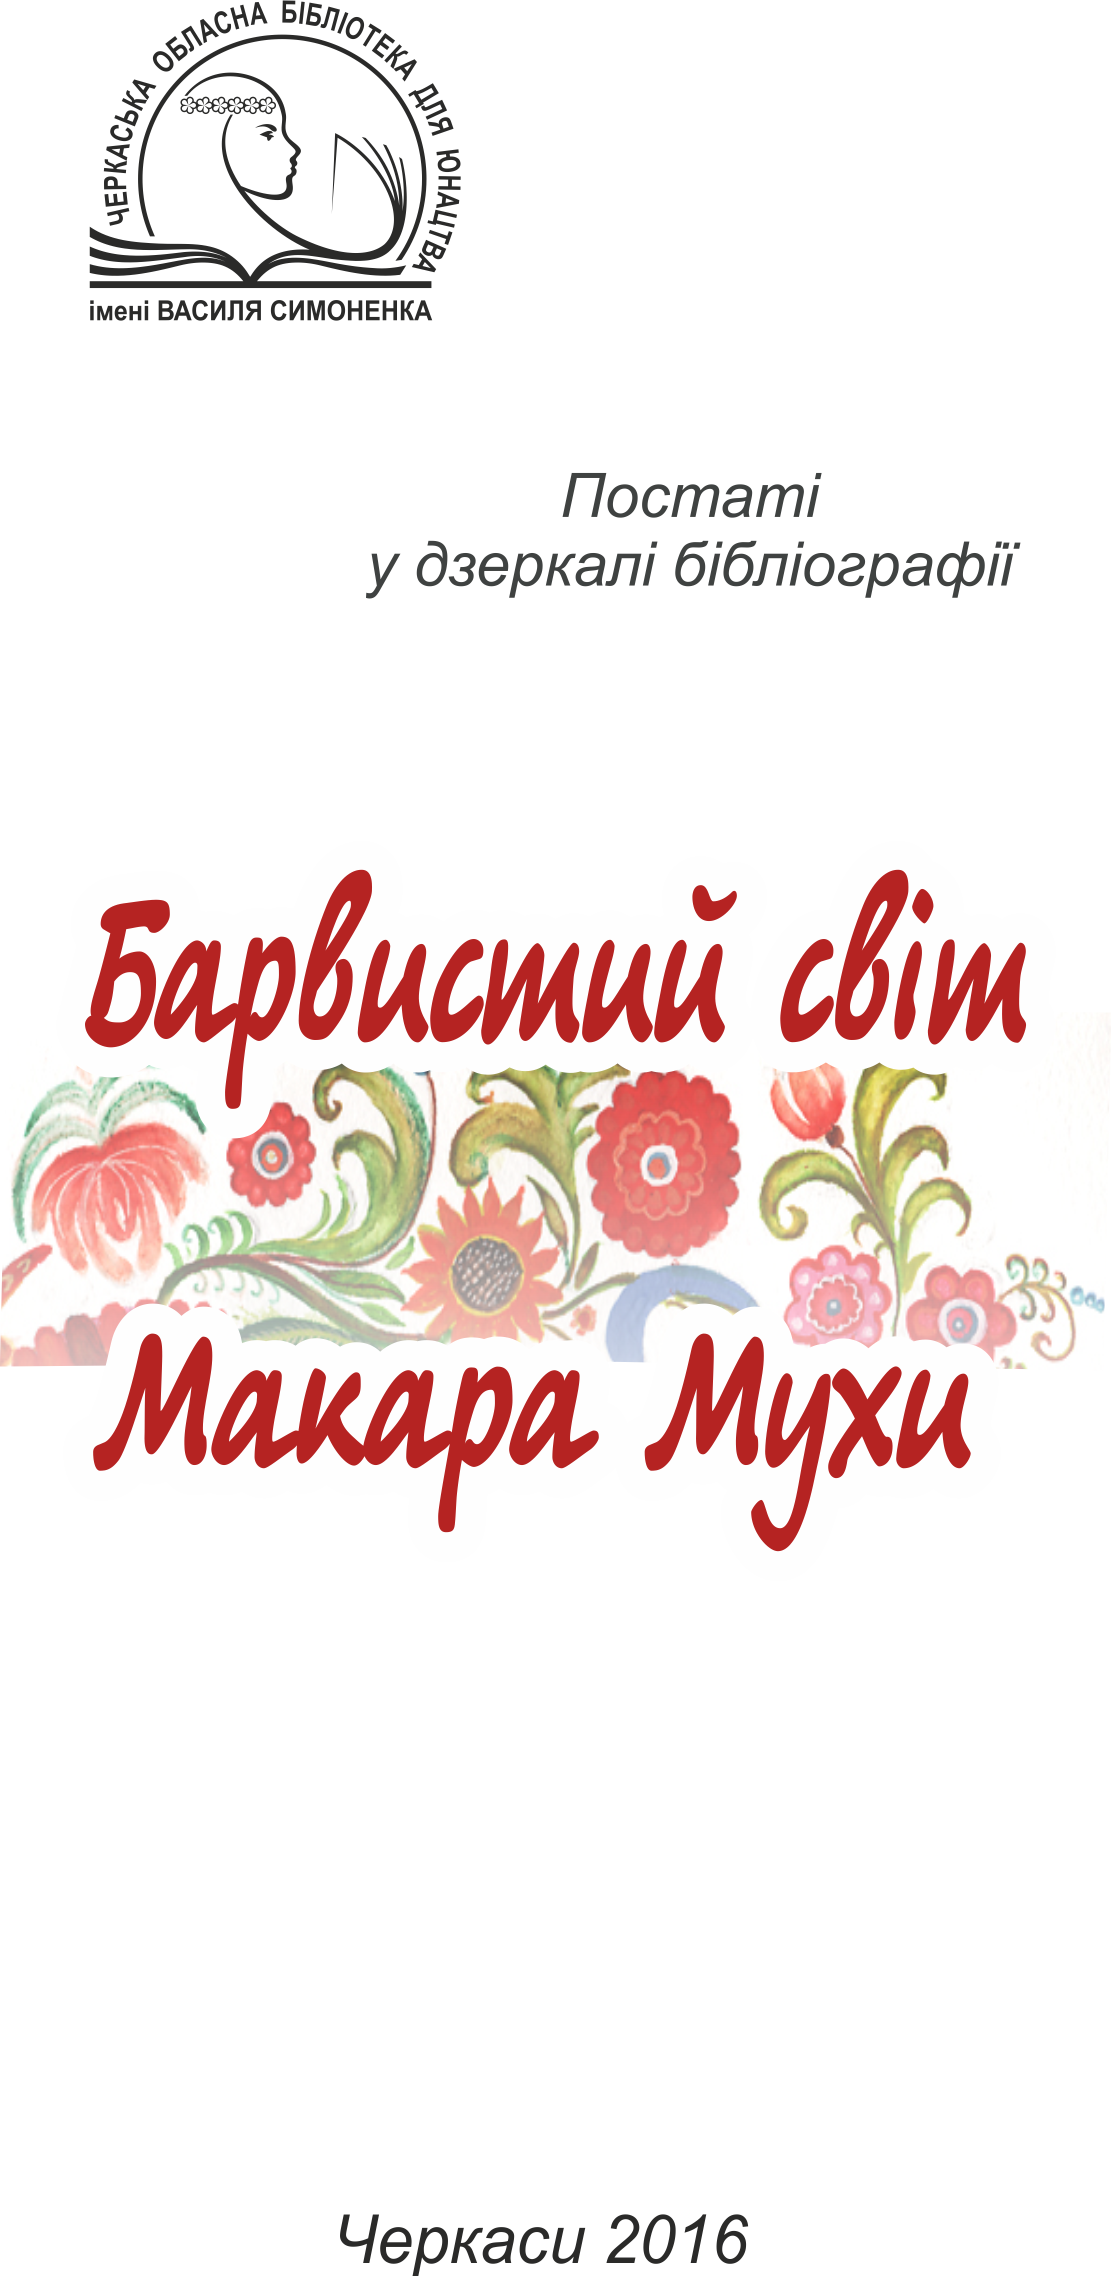 ЧЕРКАСЬКА ОБЛАСНА БІБЛІОТЕКА ДЛЯ ЮНАЦТВА
імені ВАСИЛЯ СИМОНЕНКА
Постаті
у дзеркалі бібліографії
Барвистий світ
Макара Мухи
Черкаси 2016